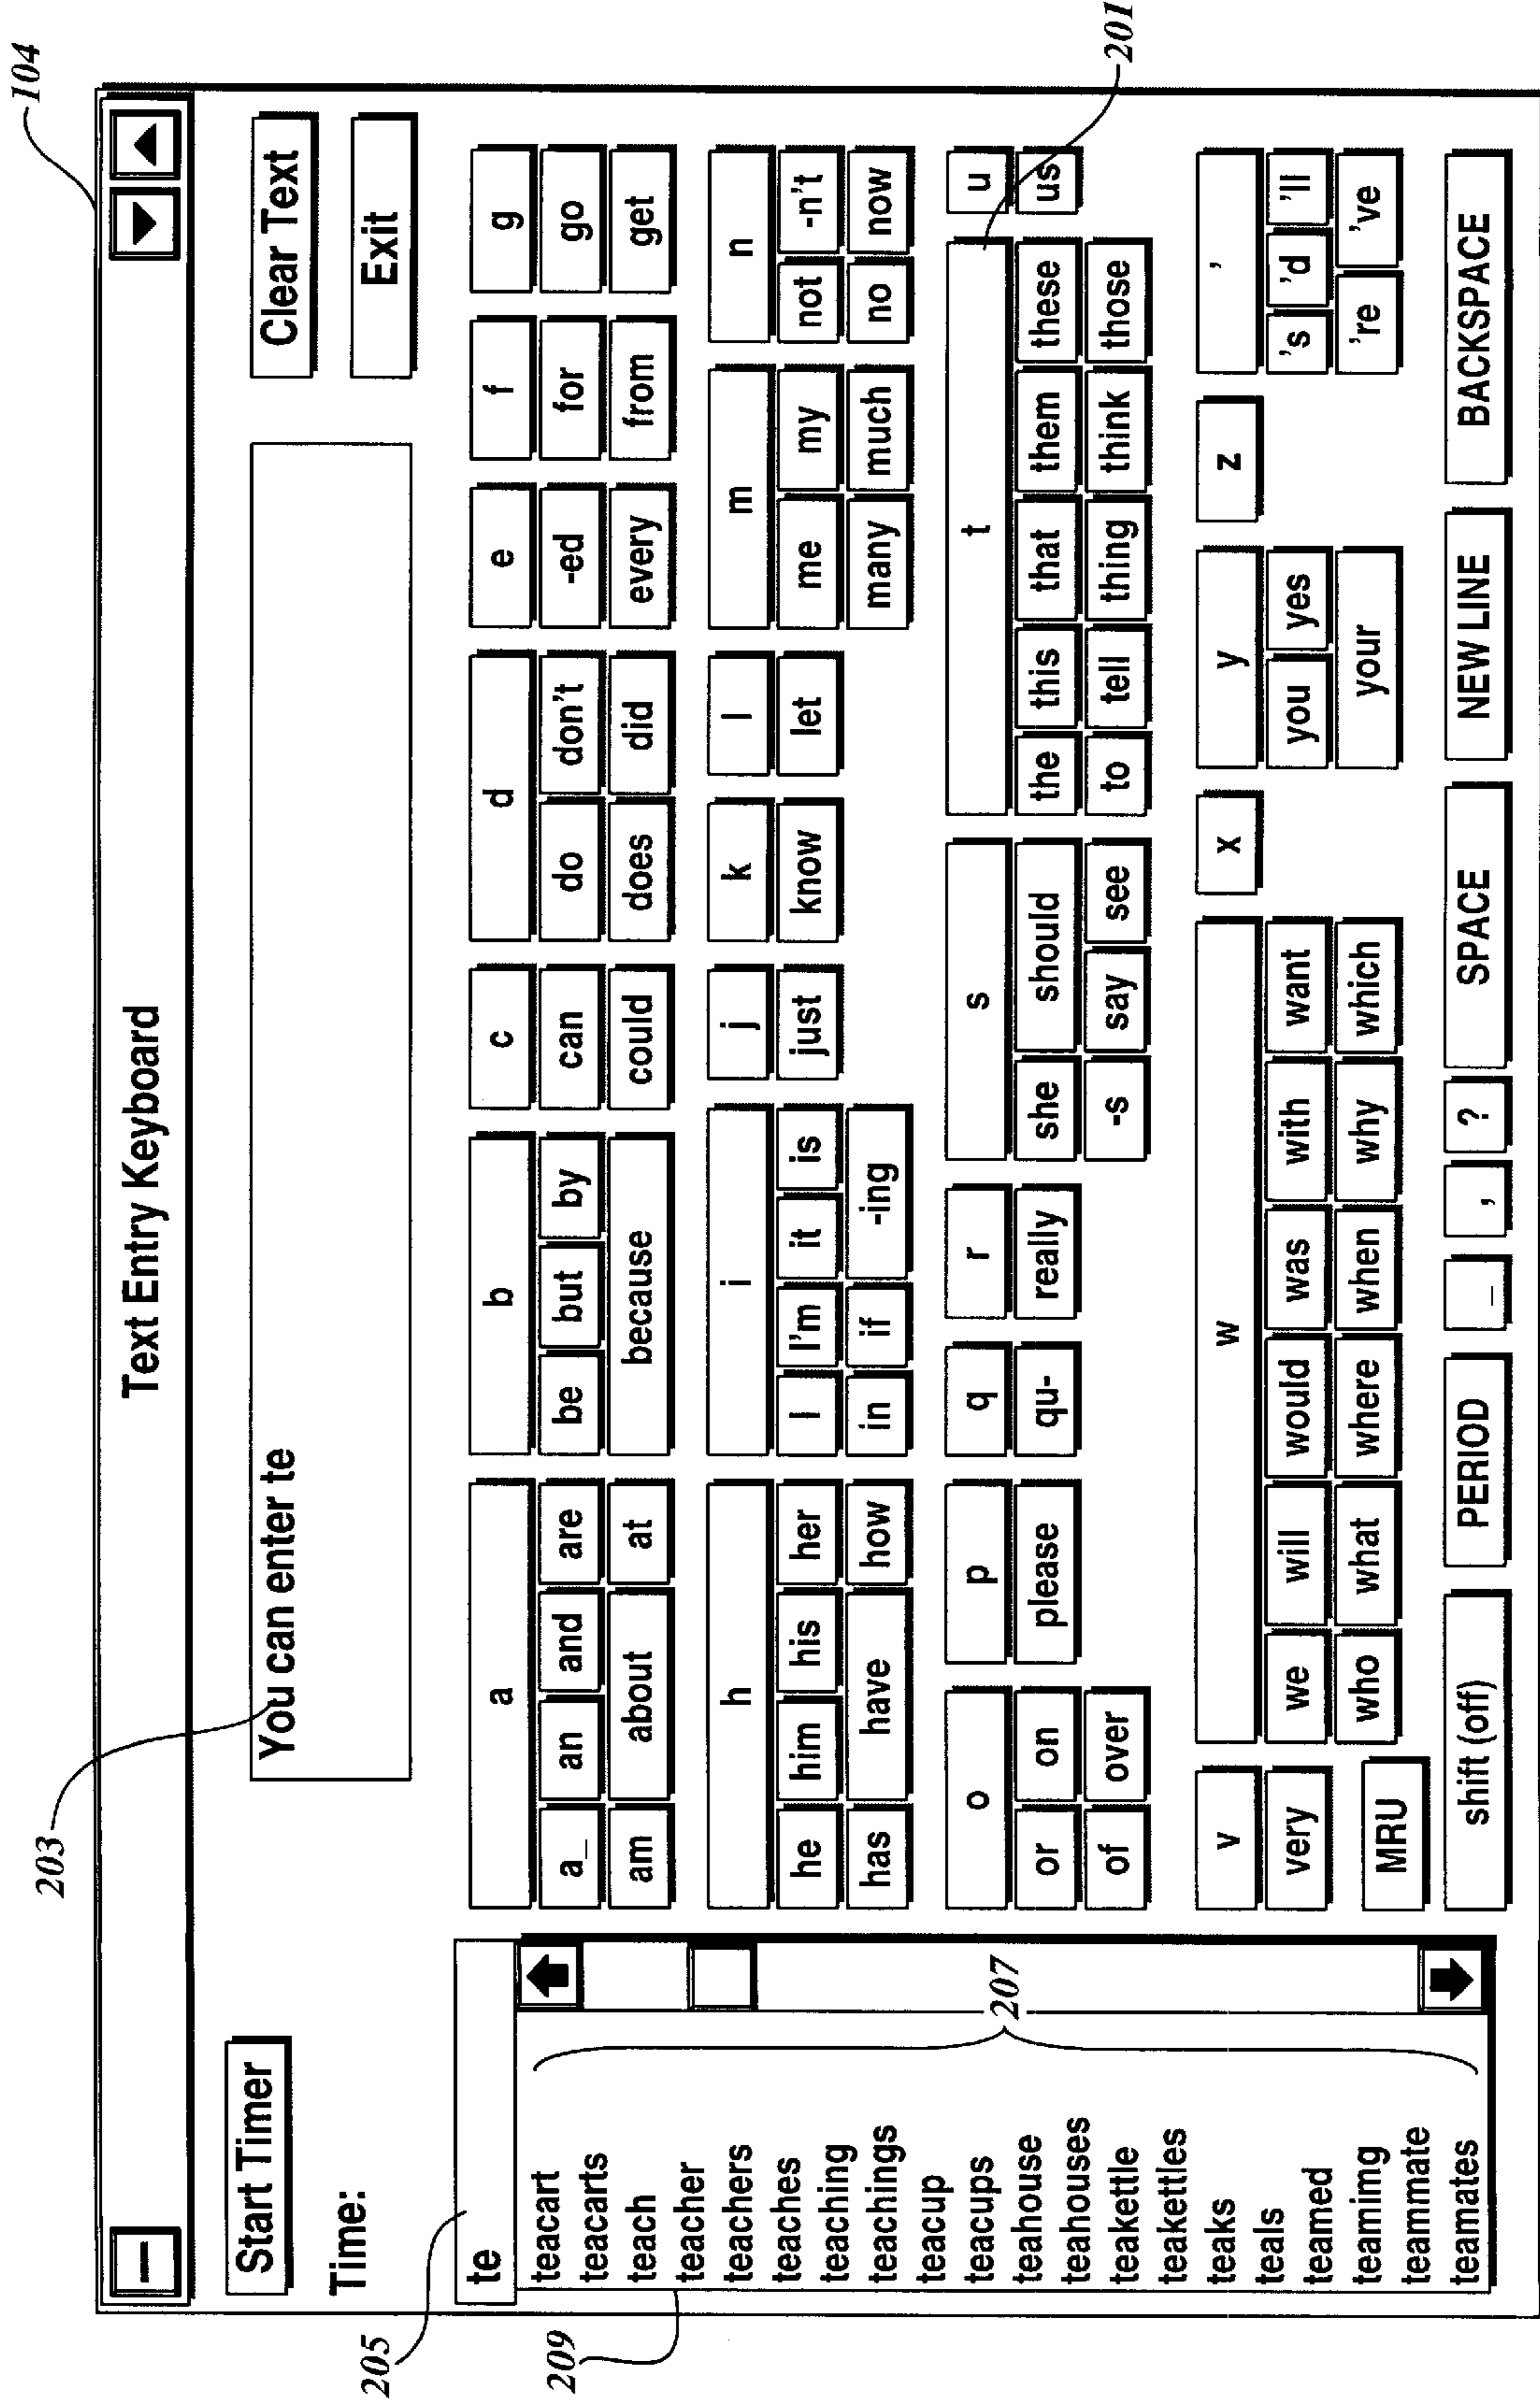 104
Text Entry Keyboard
203
Start Timer
You can enter te
Clear Text
Time:
Exit
205
te
209
teacart
teacarts
teach
teacher
teachers
teaches
teaching
teachings
teacup
teacups
teahouse
teahouses
teakettle
teakettles
teaks
teals
teamed
teamimg
teammate
teamates
207
a b c d e f g
a_ an and are be but by can do don't -ed for go
am about at because could does did every from get
h i j k l m n
he him his her I I'm it is just know let me my not -n't
has have how in if -ing many much no now
201
o p q r s t u
or on please qu- really she should the this that them these us
of over -s say see to tell thing think those
v w x y z '
very we will would was with want you yes 's 'd 'll
MRU who what where when why which your 're 've
shift (off) PERIOD _ , ? SPACE NEW LINE BACKSPACE